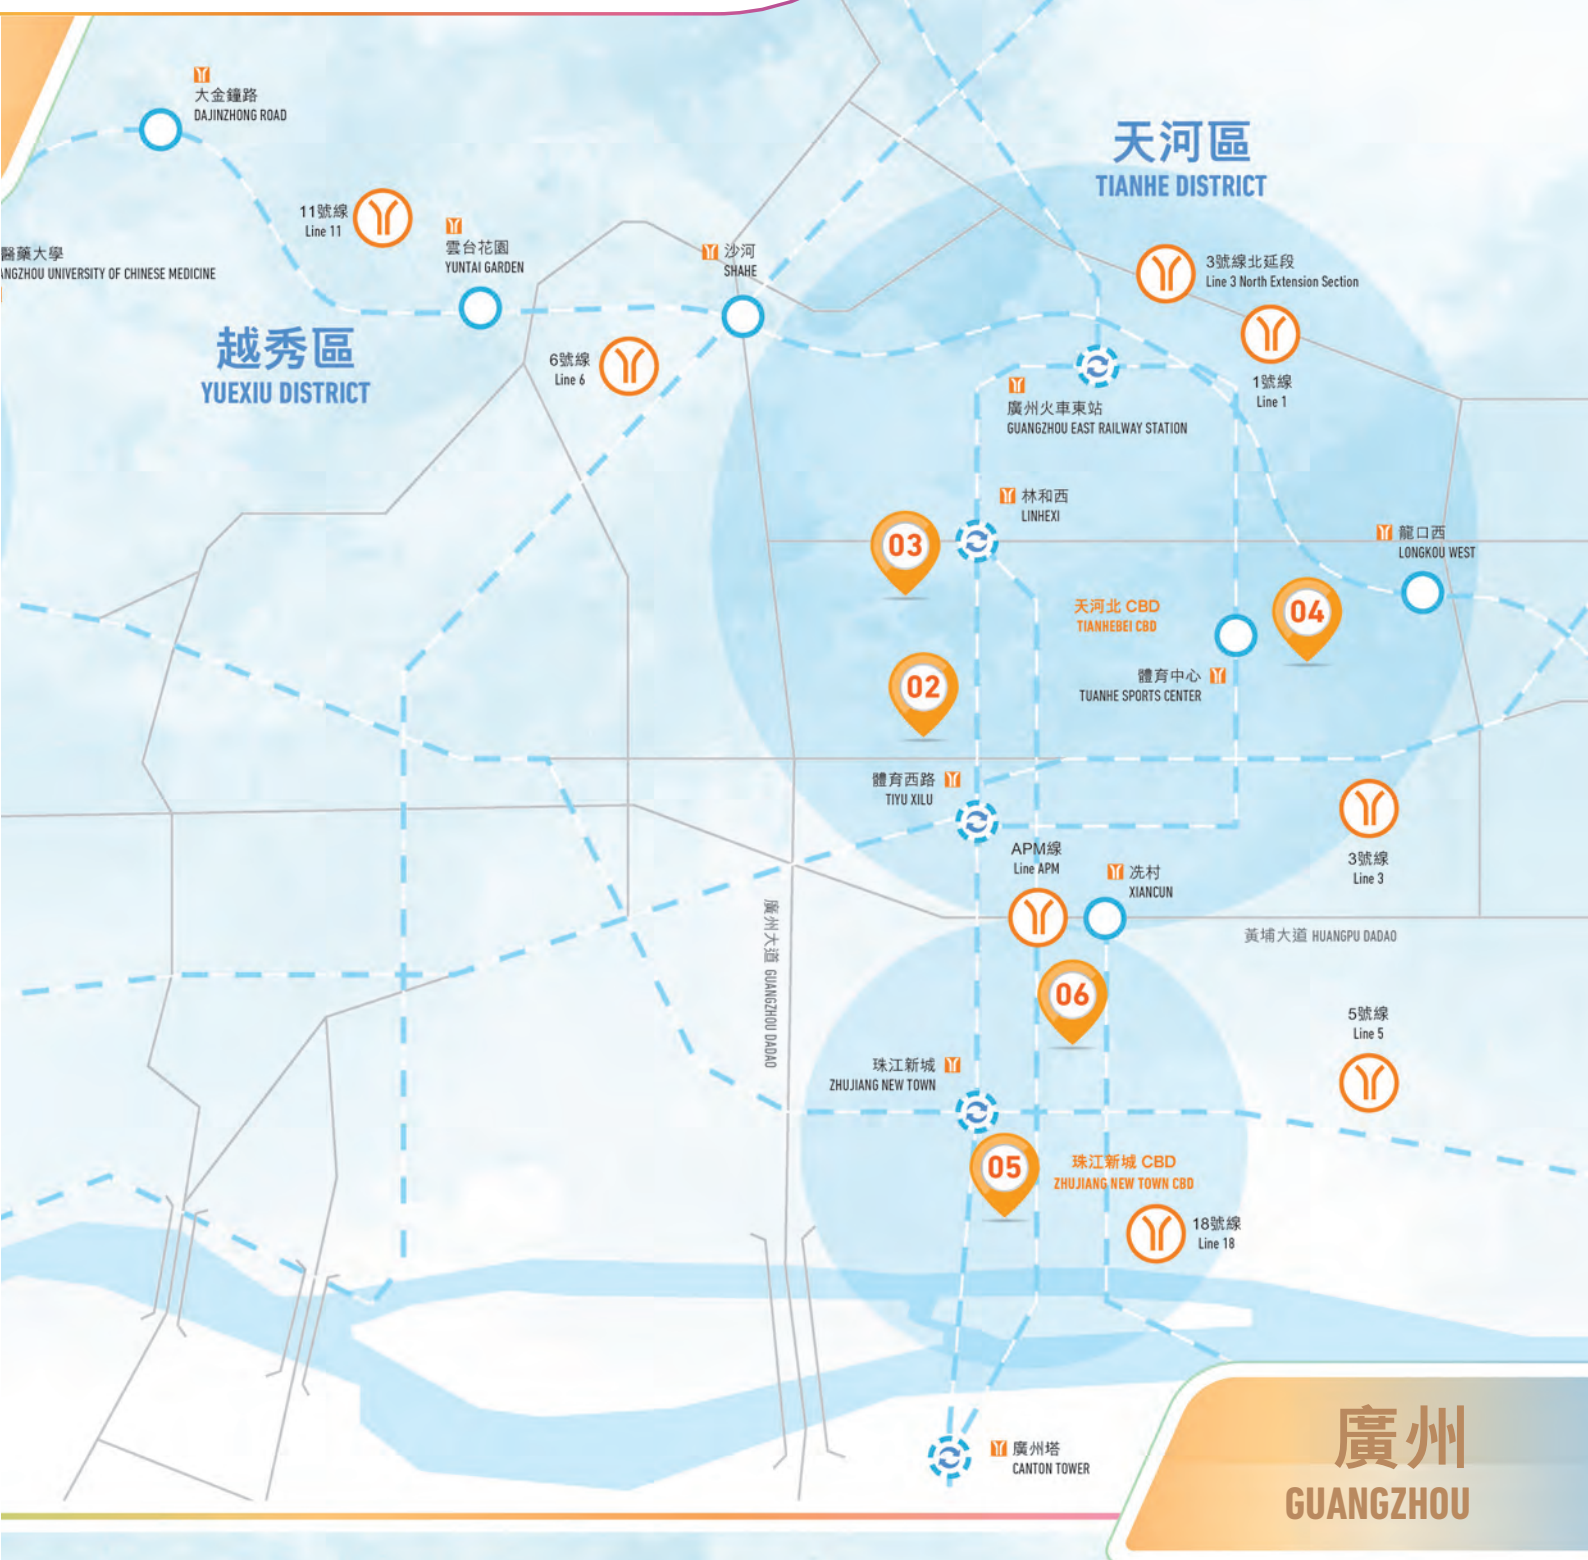 大金鐘路
DAJINZHONG ROAD
天河區
TIANHE DISTRICT
11號線
Line 11
雲台花園
YUNTAI GARDEN
沙河
SHAHE
醫藥大學
ANGZHOU UNIVERSITY OF CHINESE MEDICINE
3號線北延段
Line 3 North Extension Section
越秀區
YUEXIU DISTRICT
6號線
Line 6
1號線
Line 1
廣州火車東站
GUANGZHOU EAST RAILWAY STATION
林和西
LINHEXI
03
龍口西
LONGKOU WEST
天河北 CBD
TIANHEBEI CBD
04
體育中心
TUANHE SPORTS CENTER
02
體育西路
TIYU XILU
APM線
Line APM
冼村
XIANCUN
3號線
Line 3
廣州大道 GUANGZHOU DADAO
黃埔大道 HUANGPU DADAO
06
5號線
Line 5
珠江新城
ZHUJIANG NEW TOWN
05
珠江新城 CBD
ZHUJIANG NEW TOWN CBD
18號線
Line 18
廣州塔
CANTON TOWER
廣州
GUANGZHOU